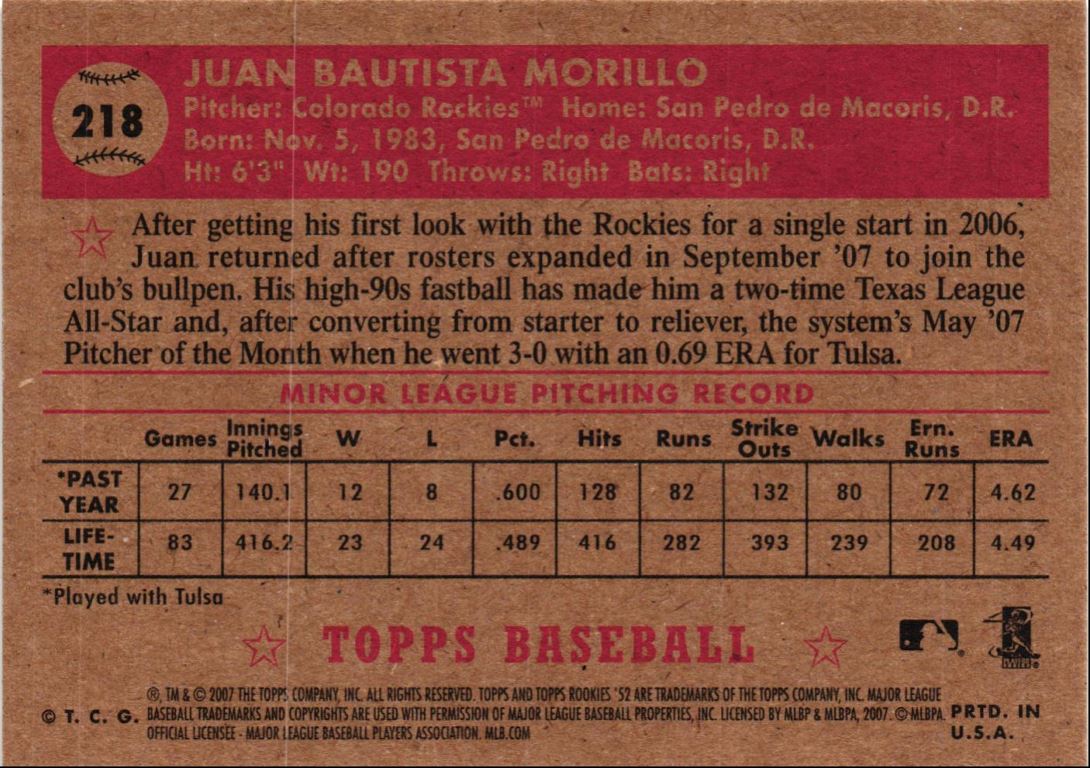 218
JUAN BAUTISTA MORILLO
Pitcher: Colorado Rockies™ Home: San Pedro de Macoris, D.R.
Born: Nov. 5, 1983, San Pedro de Macoris, D.R.
Ht: 6'3" Wt: 190 Throws: Right Bats: Right
After getting his first look with the Rockies for a single start in 2006,
Juan returned after rosters expanded in September '07 to join the
club's bullpen. His high-90s fastball has made him a two-time Texas League
All-Star and, after converting from starter to reliever, the system's May '07
Pitcher of the Month when he went 3-0 with an 0.69 ERA for Tulsa.
MINOR LEAGUE PITCHING RECORD
Games Innings Pitched W L Pct. Hits Runs Strike Outs Walks Ern. Runs ERA
*PAST YEAR 27 140.1 12 8 .600 128 82 132 80 72 4.62
LIFE-TIME 83 416.2 23 24 .489 416 282 393 239 208 4.49
*Played with Tulsa
TOPPS BASEBALL
®, TM & © 2007 THE TOPPS COMPANY, INC. ALL RIGHTS RESERVED. TOPPS AND TOPPS ROOKIES '52 ARE TRADEMARKS OF THE TOPPS COMPANY, INC. MAJOR LEAGUE
© T. C. G. BASEBALL TRADEMARKS AND COPYRIGHTS ARE USED WITH PERMISSION OF MAJOR LEAGUE BASEBALL PROPERTIES, INC. LICENSED BY MLBP & MLBPA, 2007. © MLBPA PRTD. IN
OFFICIAL LICENSEE - MAJOR LEAGUE BASEBALL PLAYERS ASSOCIATION. MLB.COM U.S.A.